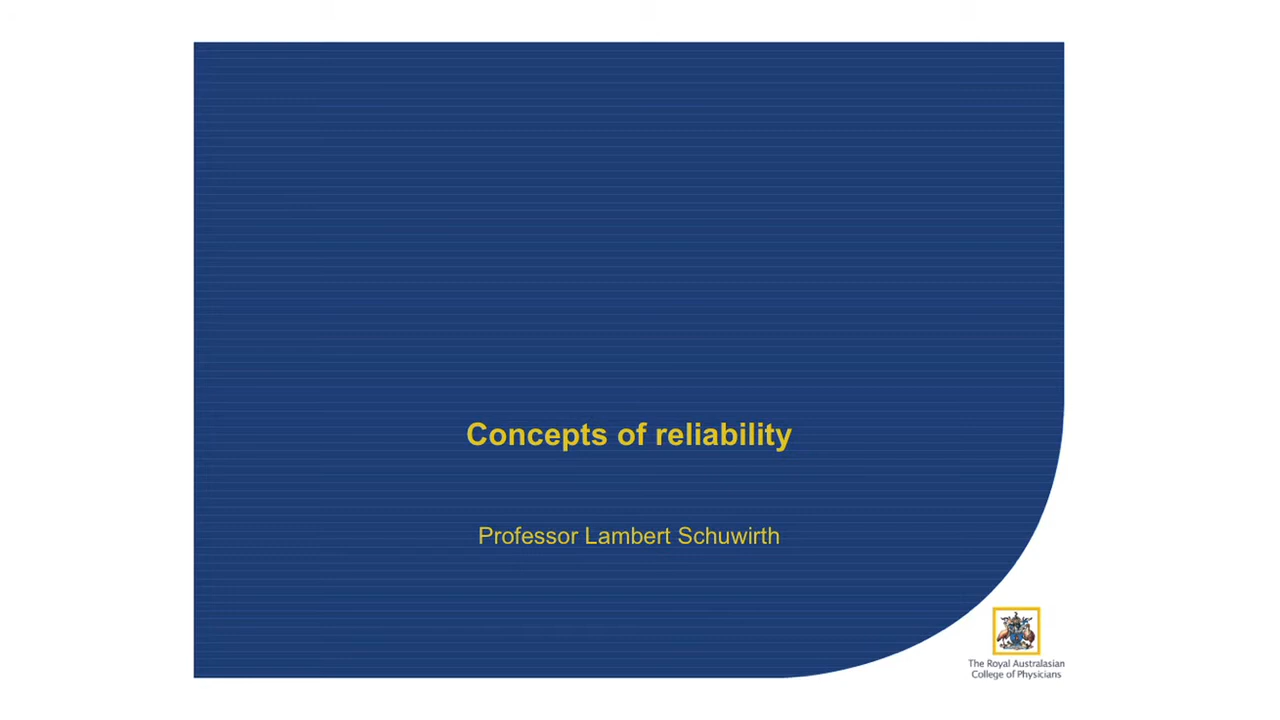 Concepts of reliability
Professor Lambert Schuwirth
The Royal Australasian
College of Physicians